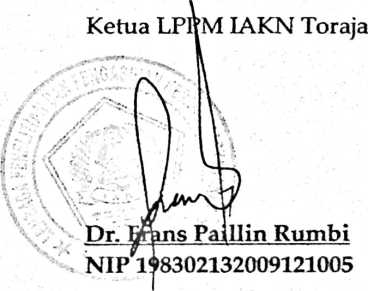 Ketua LPPM IAKN Toraja
Dr. Frans Paillin Rumbi
NIP 198302132009121005